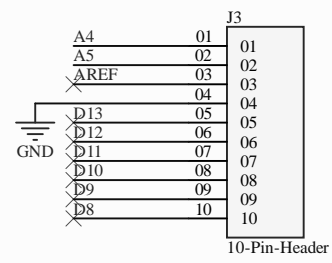 J3
A4 01 01
A5 02 02
AREF 03 03
04 04
D13 05 05
D12 06 06
GND D11 07 07
D10 08 08
D9 09 09
D8 10 10
10-Pin-Header